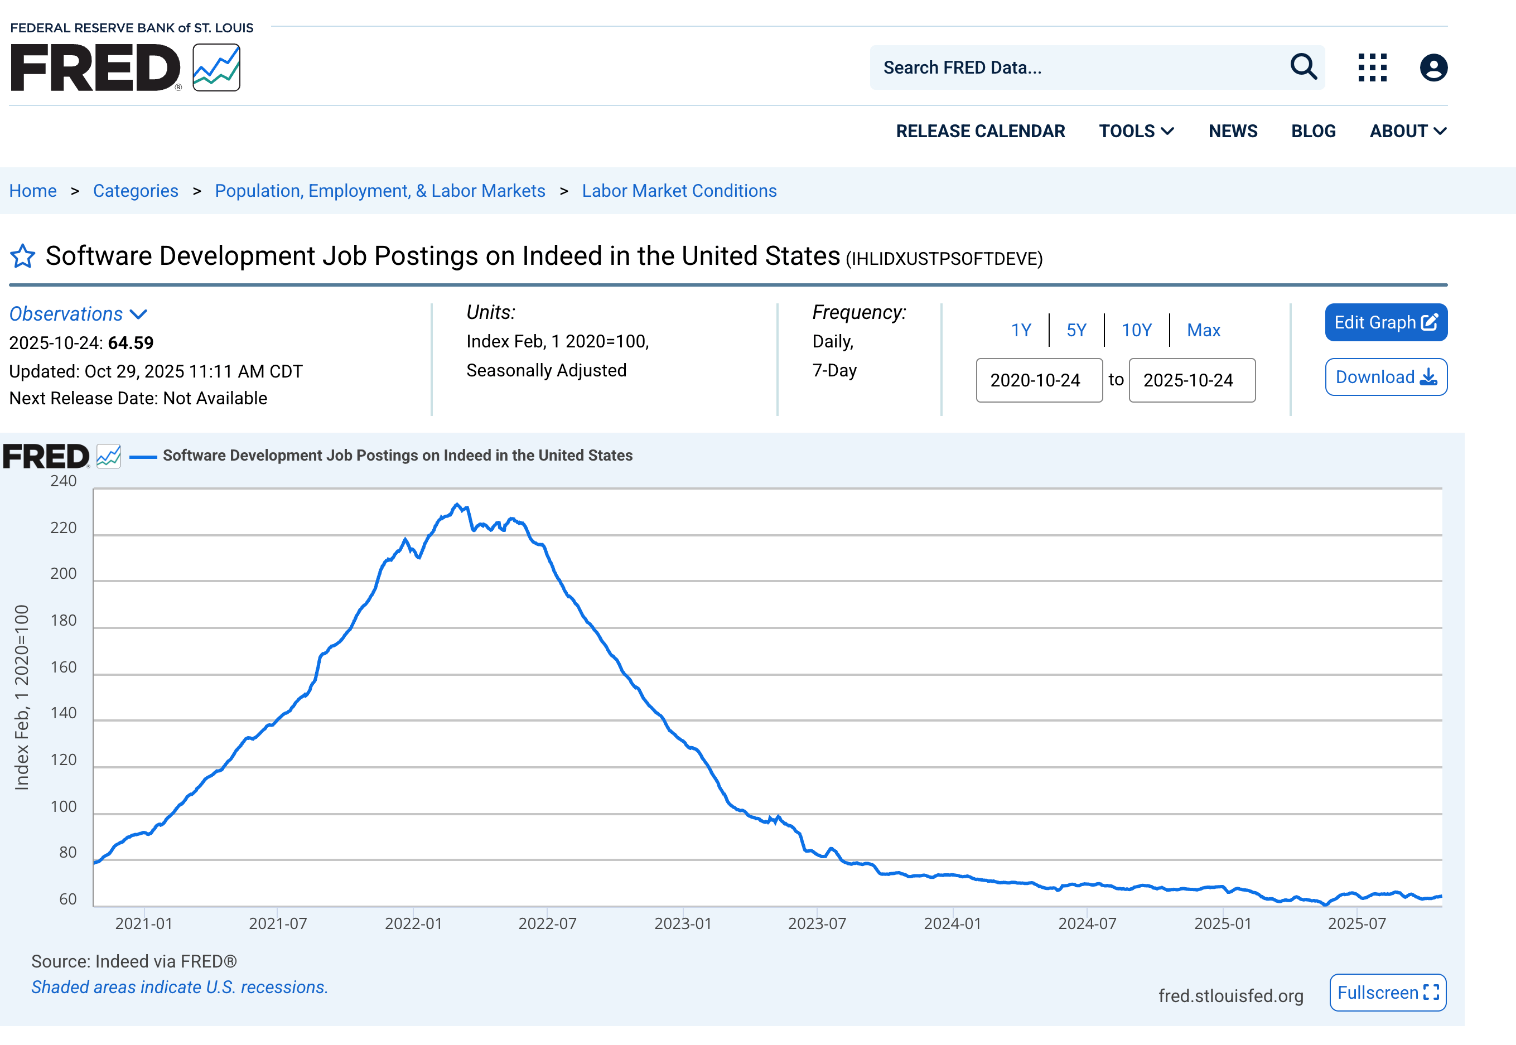 FEDERAL RESERVE BANK of ST. LOUIS
FRED®
Search FRED Data...
RELEASE CALENDAR TOOLS NEWS BLOG ABOUT
Home > Categories > Population, Employment, & Labor Markets > Labor Market Conditions
Software Development Job Postings on Indeed in the United States (IHLIDXUSTPSOFTDEVE)
Observations
2025-10-24: 64.59
Updated: Oct 29, 2025 11:11 AM CDT
Next Release Date: Not Available
Units:
Index Feb, 1 2020=100,
Seasonally Adjusted
Frequency:
Daily,
7-Day
1Y 5Y 10Y Max
2020-10-24 to 2025-10-24
Edit Graph
Download
FRED Software Development Job Postings on Indeed in the United States
240
220
200
180
160
140
120
100
80
60
Index Feb, 1 2020=100
2021-01 2021-07 2022-01 2022-07 2023-01 2023-07 2024-01 2024-07 2025-01 2025-07
Source: Indeed via FRED®
Shaded areas indicate U.S. recessions.
fred.stlouisfed.org
Fullscreen